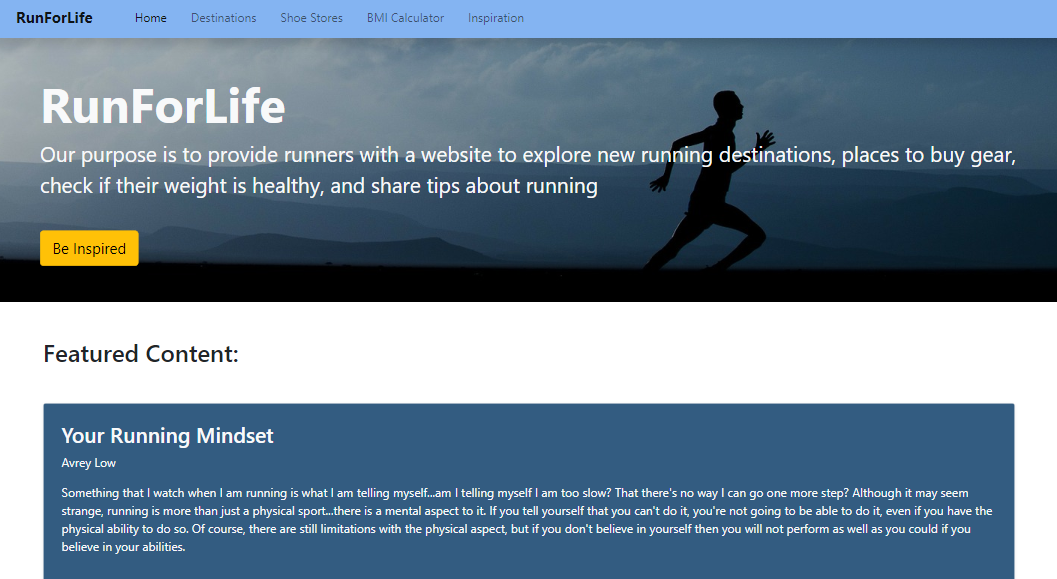 RunForLife Home Destinations Shoe Stores BMI Calculator Inspiration
RunForLife
Our purpose is to provide runners with a website to explore new running destinations, places to buy gear,
check if their weight is healthy, and share tips about running
Be Inspired
Featured Content:
Your Running Mindset
Avrey Low
Something that I watch when I am running is what I am telling myself...am I telling myself I am too slow? That there's no way I can go one more step? Although it may seem
strange, running is more than just a physical sport...there is a mental aspect to it. If you tell yourself that you can't do it, you're not going to be able to do it, even if you have the
physical ability to do so. Of course, there are still limitations with the physical aspect, but if you don't believe in yourself then you will not perform as well as you could if you
believe in your abilities.